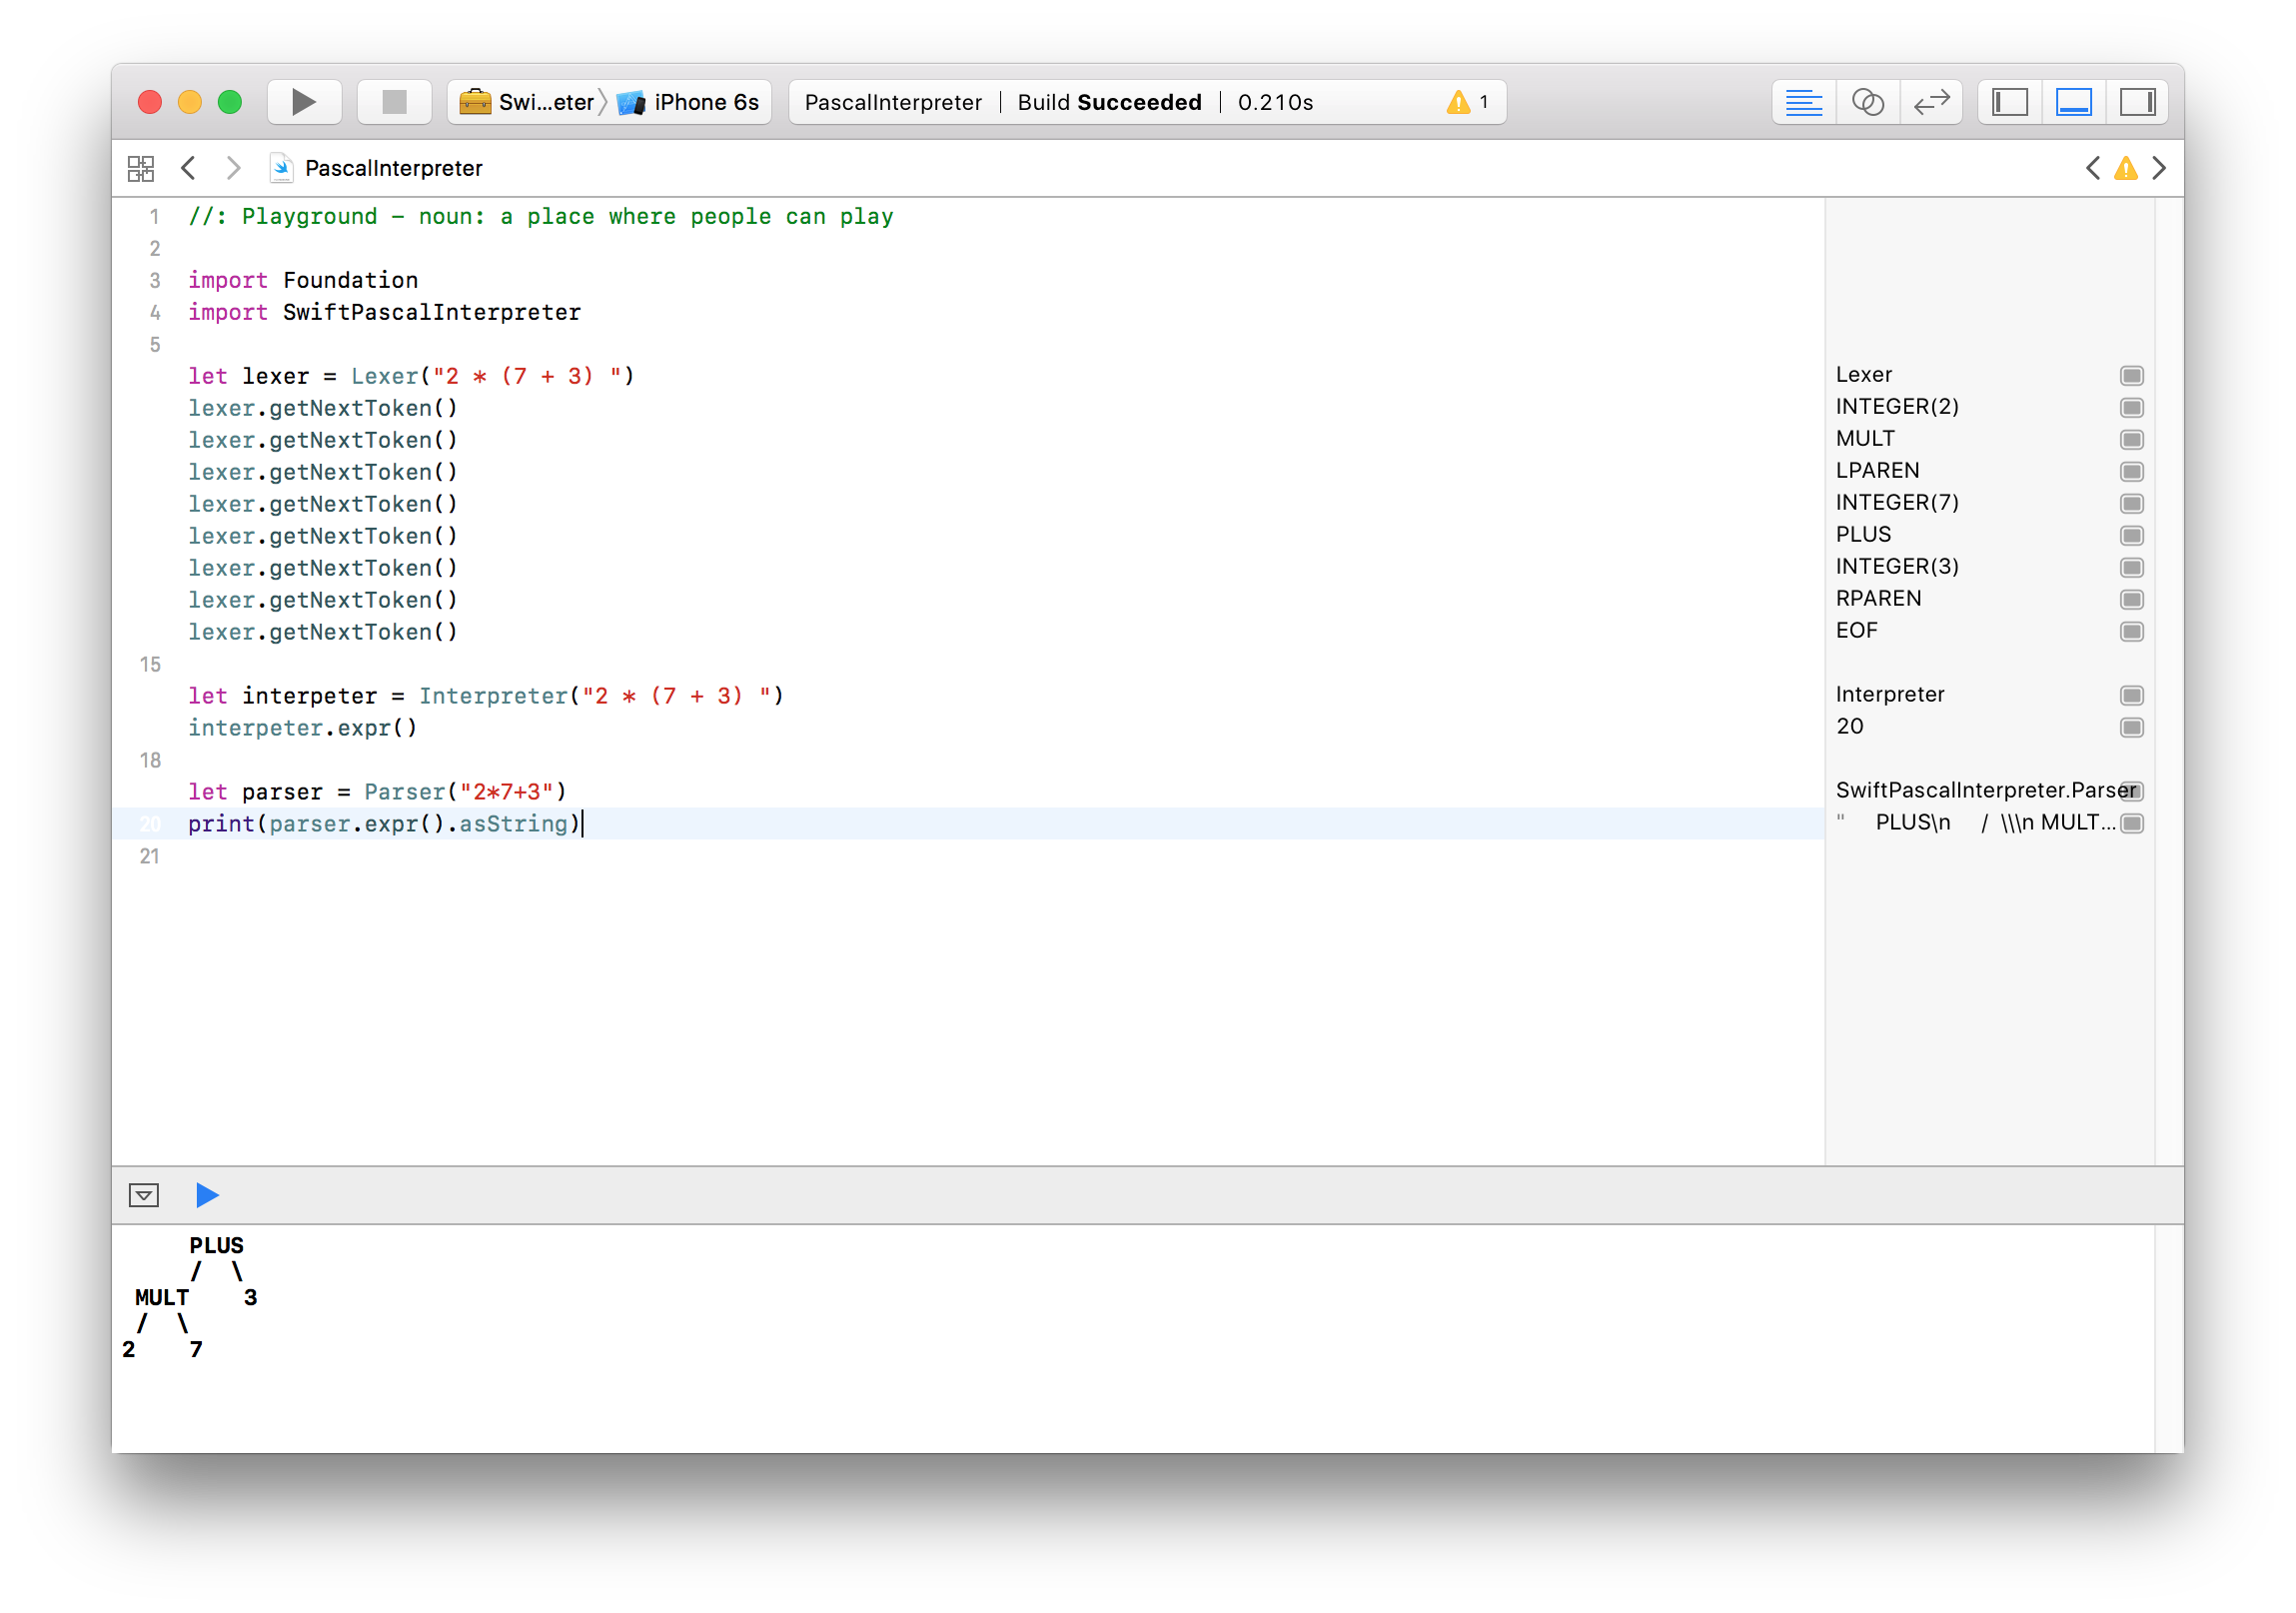 Swi...eter iPhone 6s PascalInterpreter | Build Succeeded | 0.210s 1
PascalInterpreter
1 //: Playground - noun: a place where people can play
2
3 import Foundation
4 import SwiftPascalInterpreter
5
let lexer = Lexer("2 * (7 + 3) ") Lexer
lexer.getNextToken() INTEGER(2)
lexer.getNextToken() MULT
lexer.getNextToken() LPAREN
lexer.getNextToken() INTEGER(7)
lexer.getNextToken() PLUS
lexer.getNextToken() INTEGER(3)
lexer.getNextToken() RPAREN
lexer.getNextToken() EOF
15
let interpeter = Interpreter("2 * (7 + 3) ") Interpreter
interpeter.expr() 20
18
let parser = Parser("2*7+3") SwiftPascalInterpreter.Parser
20 print(parser.expr().asString) "     PLUS\n     /  \\\n MULT...
21
     PLUS
     /  \
 MULT    3
 /  \
2    7